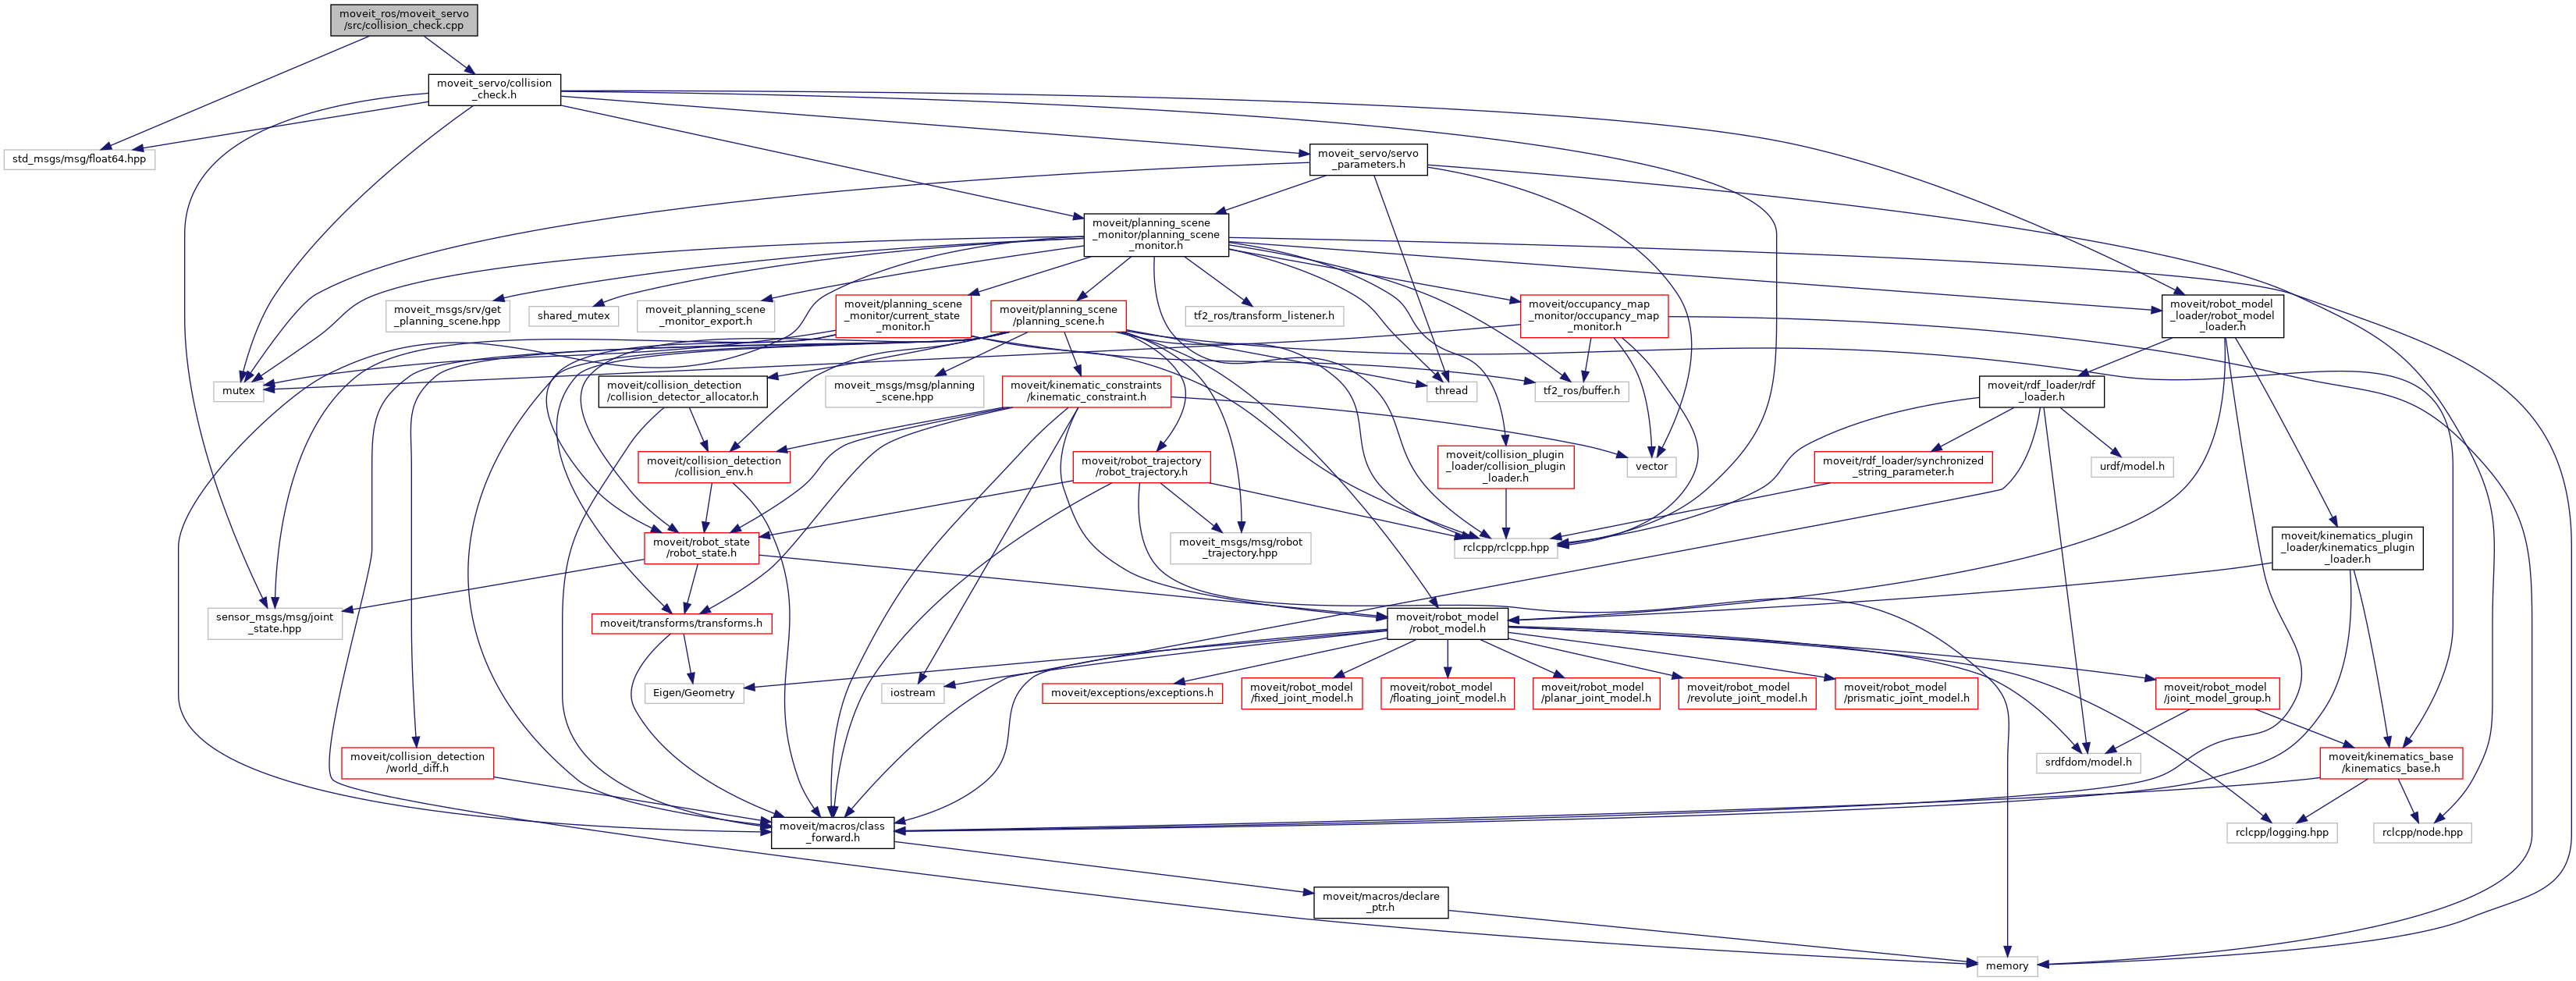 moveit_ros/moveit_servo
/src/collision_check.cpp
moveit_servo/collision
_check.h
std_msgs/msg/float64.hpp
moveit_servo/servo
_parameters.h
moveit/planning_scene
_monitor/planning_scene
_monitor.h
moveit_msgs/srv/get
_planning_scene.hpp
shared_mutex
moveit_planning_scene
_monitor_export.h
moveit/planning_scene
_monitor/current_state
_monitor.h
moveit/planning_scene
/planning_scene.h
tf2_ros/transform_listener.h
moveit/occupancy_map
_monitor/occupancy_map
_monitor.h
moveit/robot_model
_loader/robot_model
_loader.h
mutex
moveit/collision_detection
/collision_detector_allocator.h
moveit_msgs/msg/planning
_scene.hpp
moveit/kinematic_constraints
/kinematic_constraint.h
thread
tf2_ros/buffer.h
moveit/rdf_loader/rdf
_loader.h
moveit/collision_detection
/collision_env.h
moveit/robot_trajectory
/robot_trajectory.h
moveit/collision_plugin
_loader/collision_plugin
_loader.h
vector
moveit/rdf_loader/synchronized
_string_parameter.h
urdf/model.h
moveit/robot_state
/robot_state.h
moveit_msgs/msg/robot
_trajectory.hpp
rclcpp/rclcpp.hpp
moveit/kinematics_plugin
_loader/kinematics_plugin
_loader.h
sensor_msgs/msg/joint
_state.hpp
moveit/transforms/transforms.h
moveit/robot_model
/robot_model.h
Eigen/Geometry
iostream
moveit/exceptions/exceptions.h
moveit/robot_model
/fixed_joint_model.h
moveit/robot_model
/floating_joint_model.h
moveit/robot_model
/planar_joint_model.h
moveit/robot_model
/revolute_joint_model.h
moveit/robot_model
/prismatic_joint_model.h
moveit/robot_model
/joint_model_group.h
moveit/collision_detection
/world_diff.h
srdfdom/model.h
moveit/kinematics_base
/kinematics_base.h
moveit/macros/class
_forward.h
rclcpp/logging.hpp
rclcpp/node.hpp
moveit/macros/declare
_ptr.h
memory